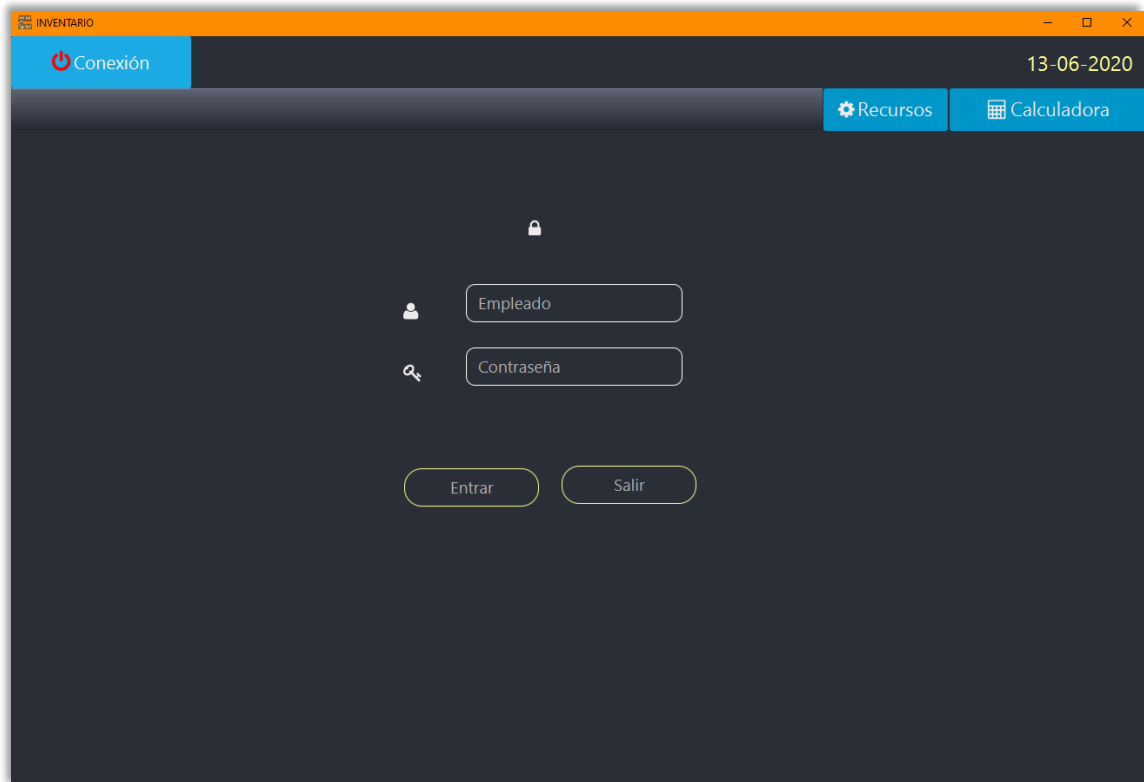 INVENTARIO
Conexión
13-06-2020
Recursos
Calculadora
Empleado
Contraseña
Entrar
Salir